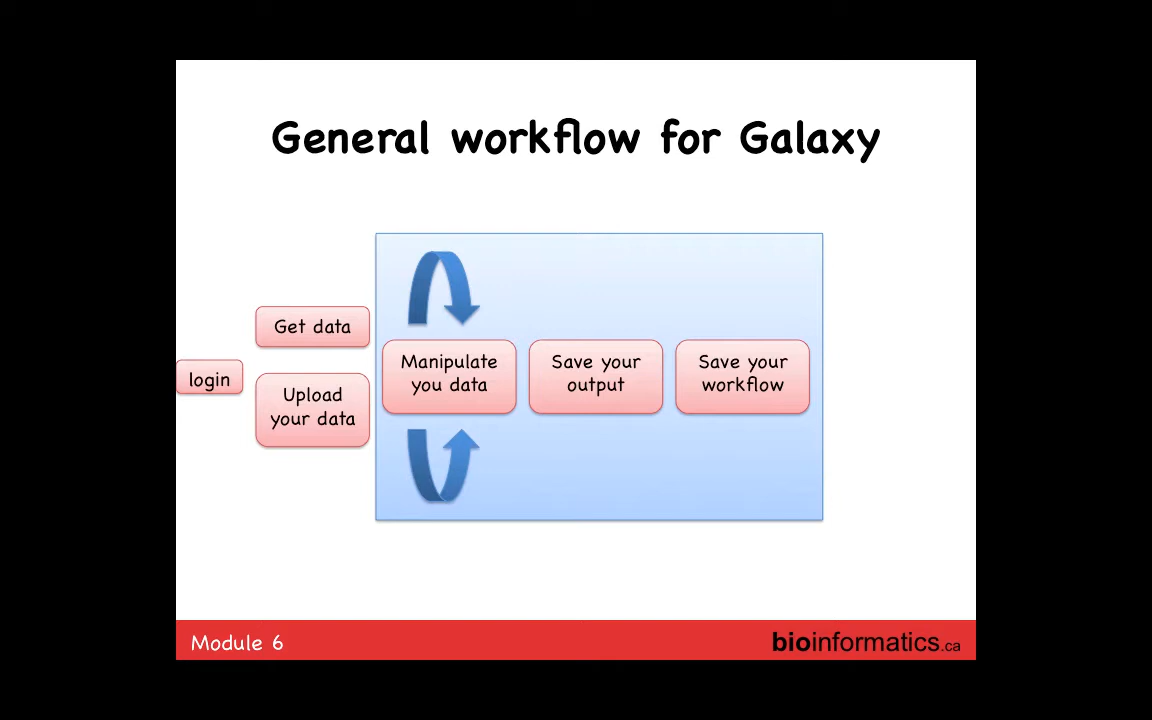 General workflow for Galaxy
login
Get data
Upload
your data
Manipulate
you data
Save your
output
Save your
workflow
Module 6
bioinformatics.ca